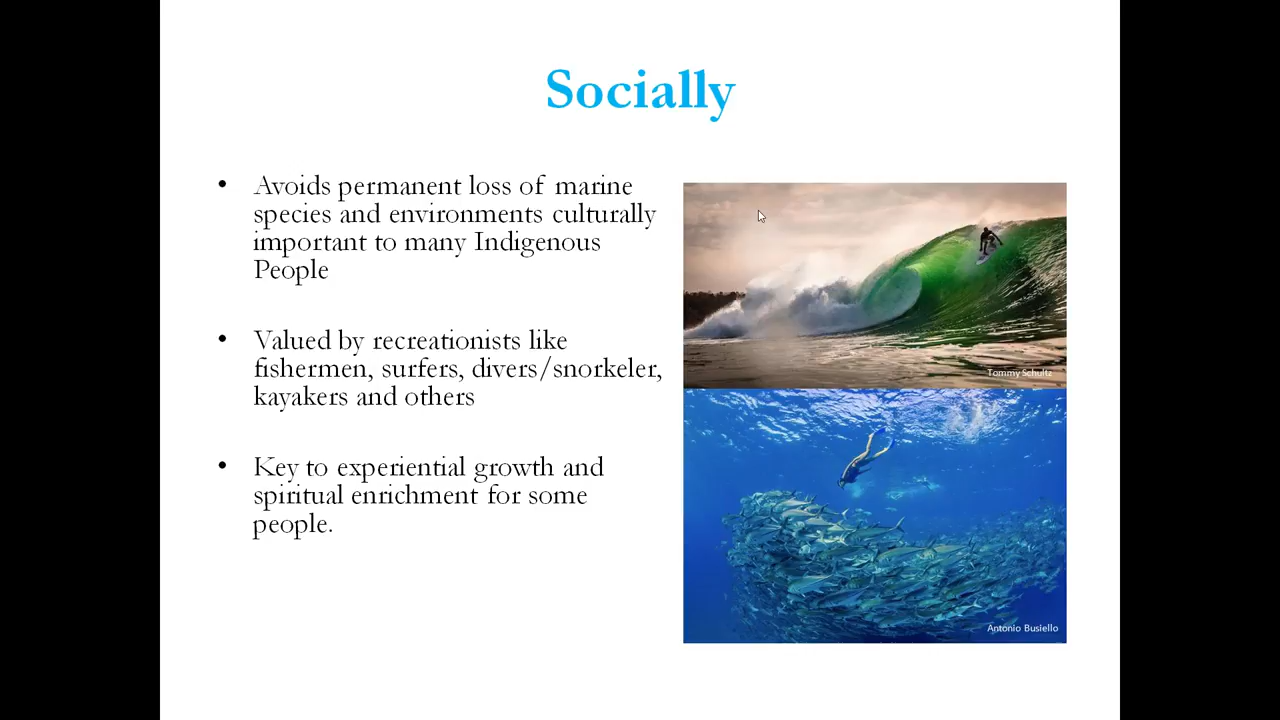 Socially
• Avoids permanent loss of marine
species and environments culturally
important to many Indigenous
People
• Valued by recreationists like
fishermen, surfers, divers/snorkeler,
kayakers and others
• Key to experiential growth and
spiritual enrichment for some
people.
Tommy Schultz
Antonio Busiello